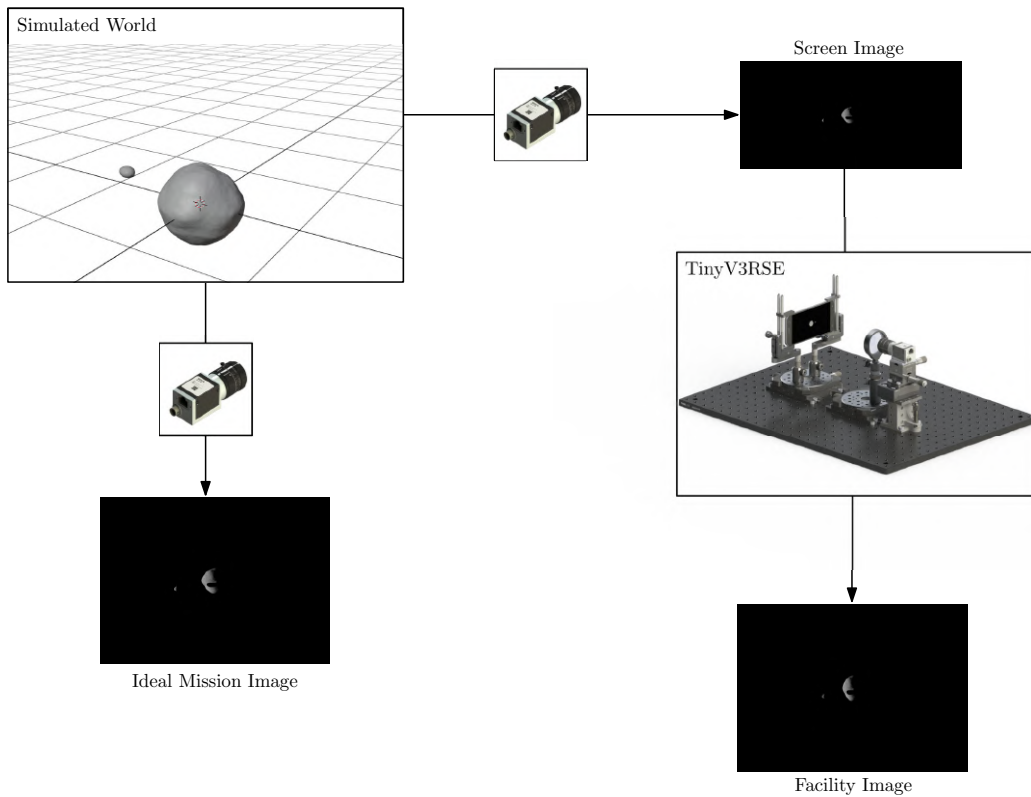 Simulated World
Screen Image
TinyV3RSE
Ideal Mission Image
Facility Image